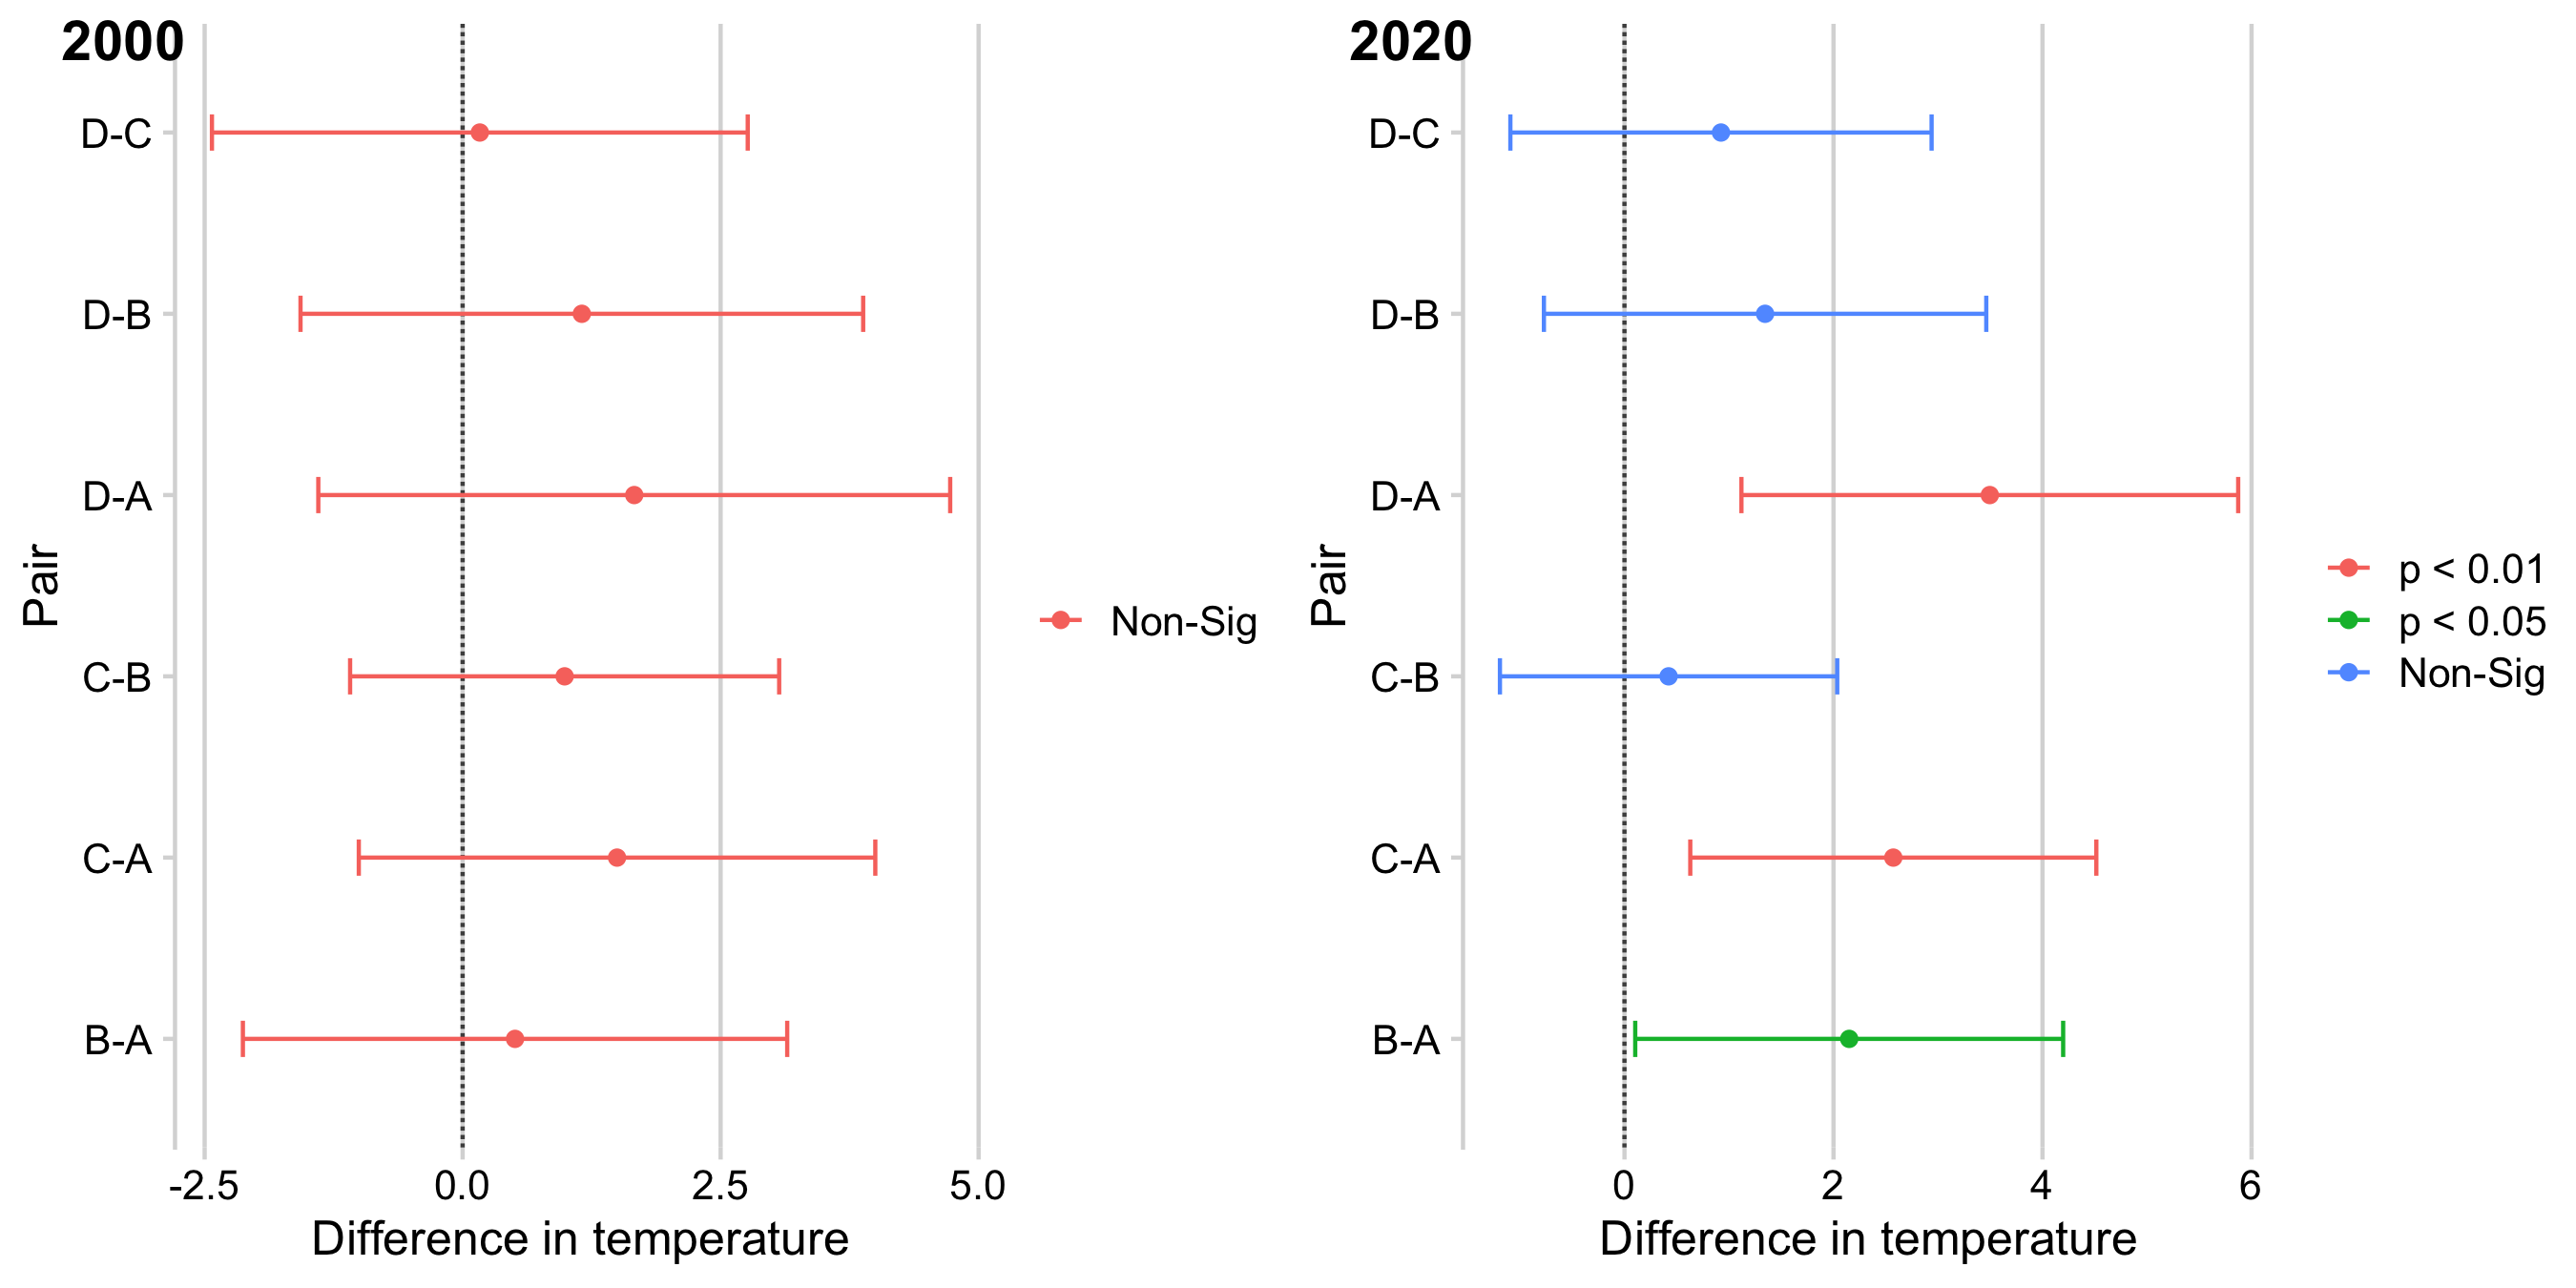 2000
D-C
D-B
D-A
C-B
C-A
B-A
Pair
-2.5 0.0 2.5 5.0
Difference in temperature
Non-Sig
2020
D-C
D-B
D-A
C-B
C-A
B-A
Pair
0 2 4 6
Difference in temperature
p < 0.01
p < 0.05
Non-Sig